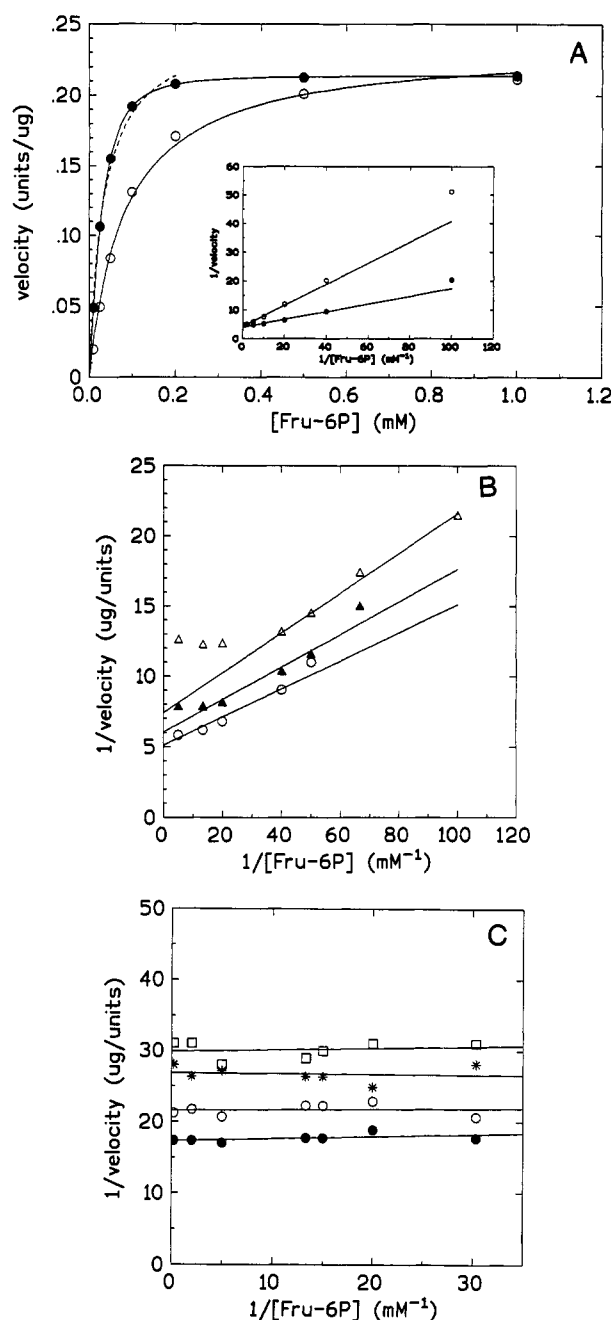 A
.25
.20
.15
.10
.05
0
velocity (units/ug)
0.0 0.2 0.4 0.6 0.8 1.0 1.2
[Fru-6P] (mM)
60
50
40
30
20
10
0
1/velocity
0 20 40 60 80 100 120
1/[Fru-6P] (mM⁻¹)
B
25
20
15
10
5
0
1/velocity (ug/units)
0 20 40 60 80 100 120
1/[Fru-6P] (mM⁻¹)
C
50
40
30
20
10
0
1/velocity (ug/units)
0 10 20 30
1/[Fru-6P] (mM⁻¹)